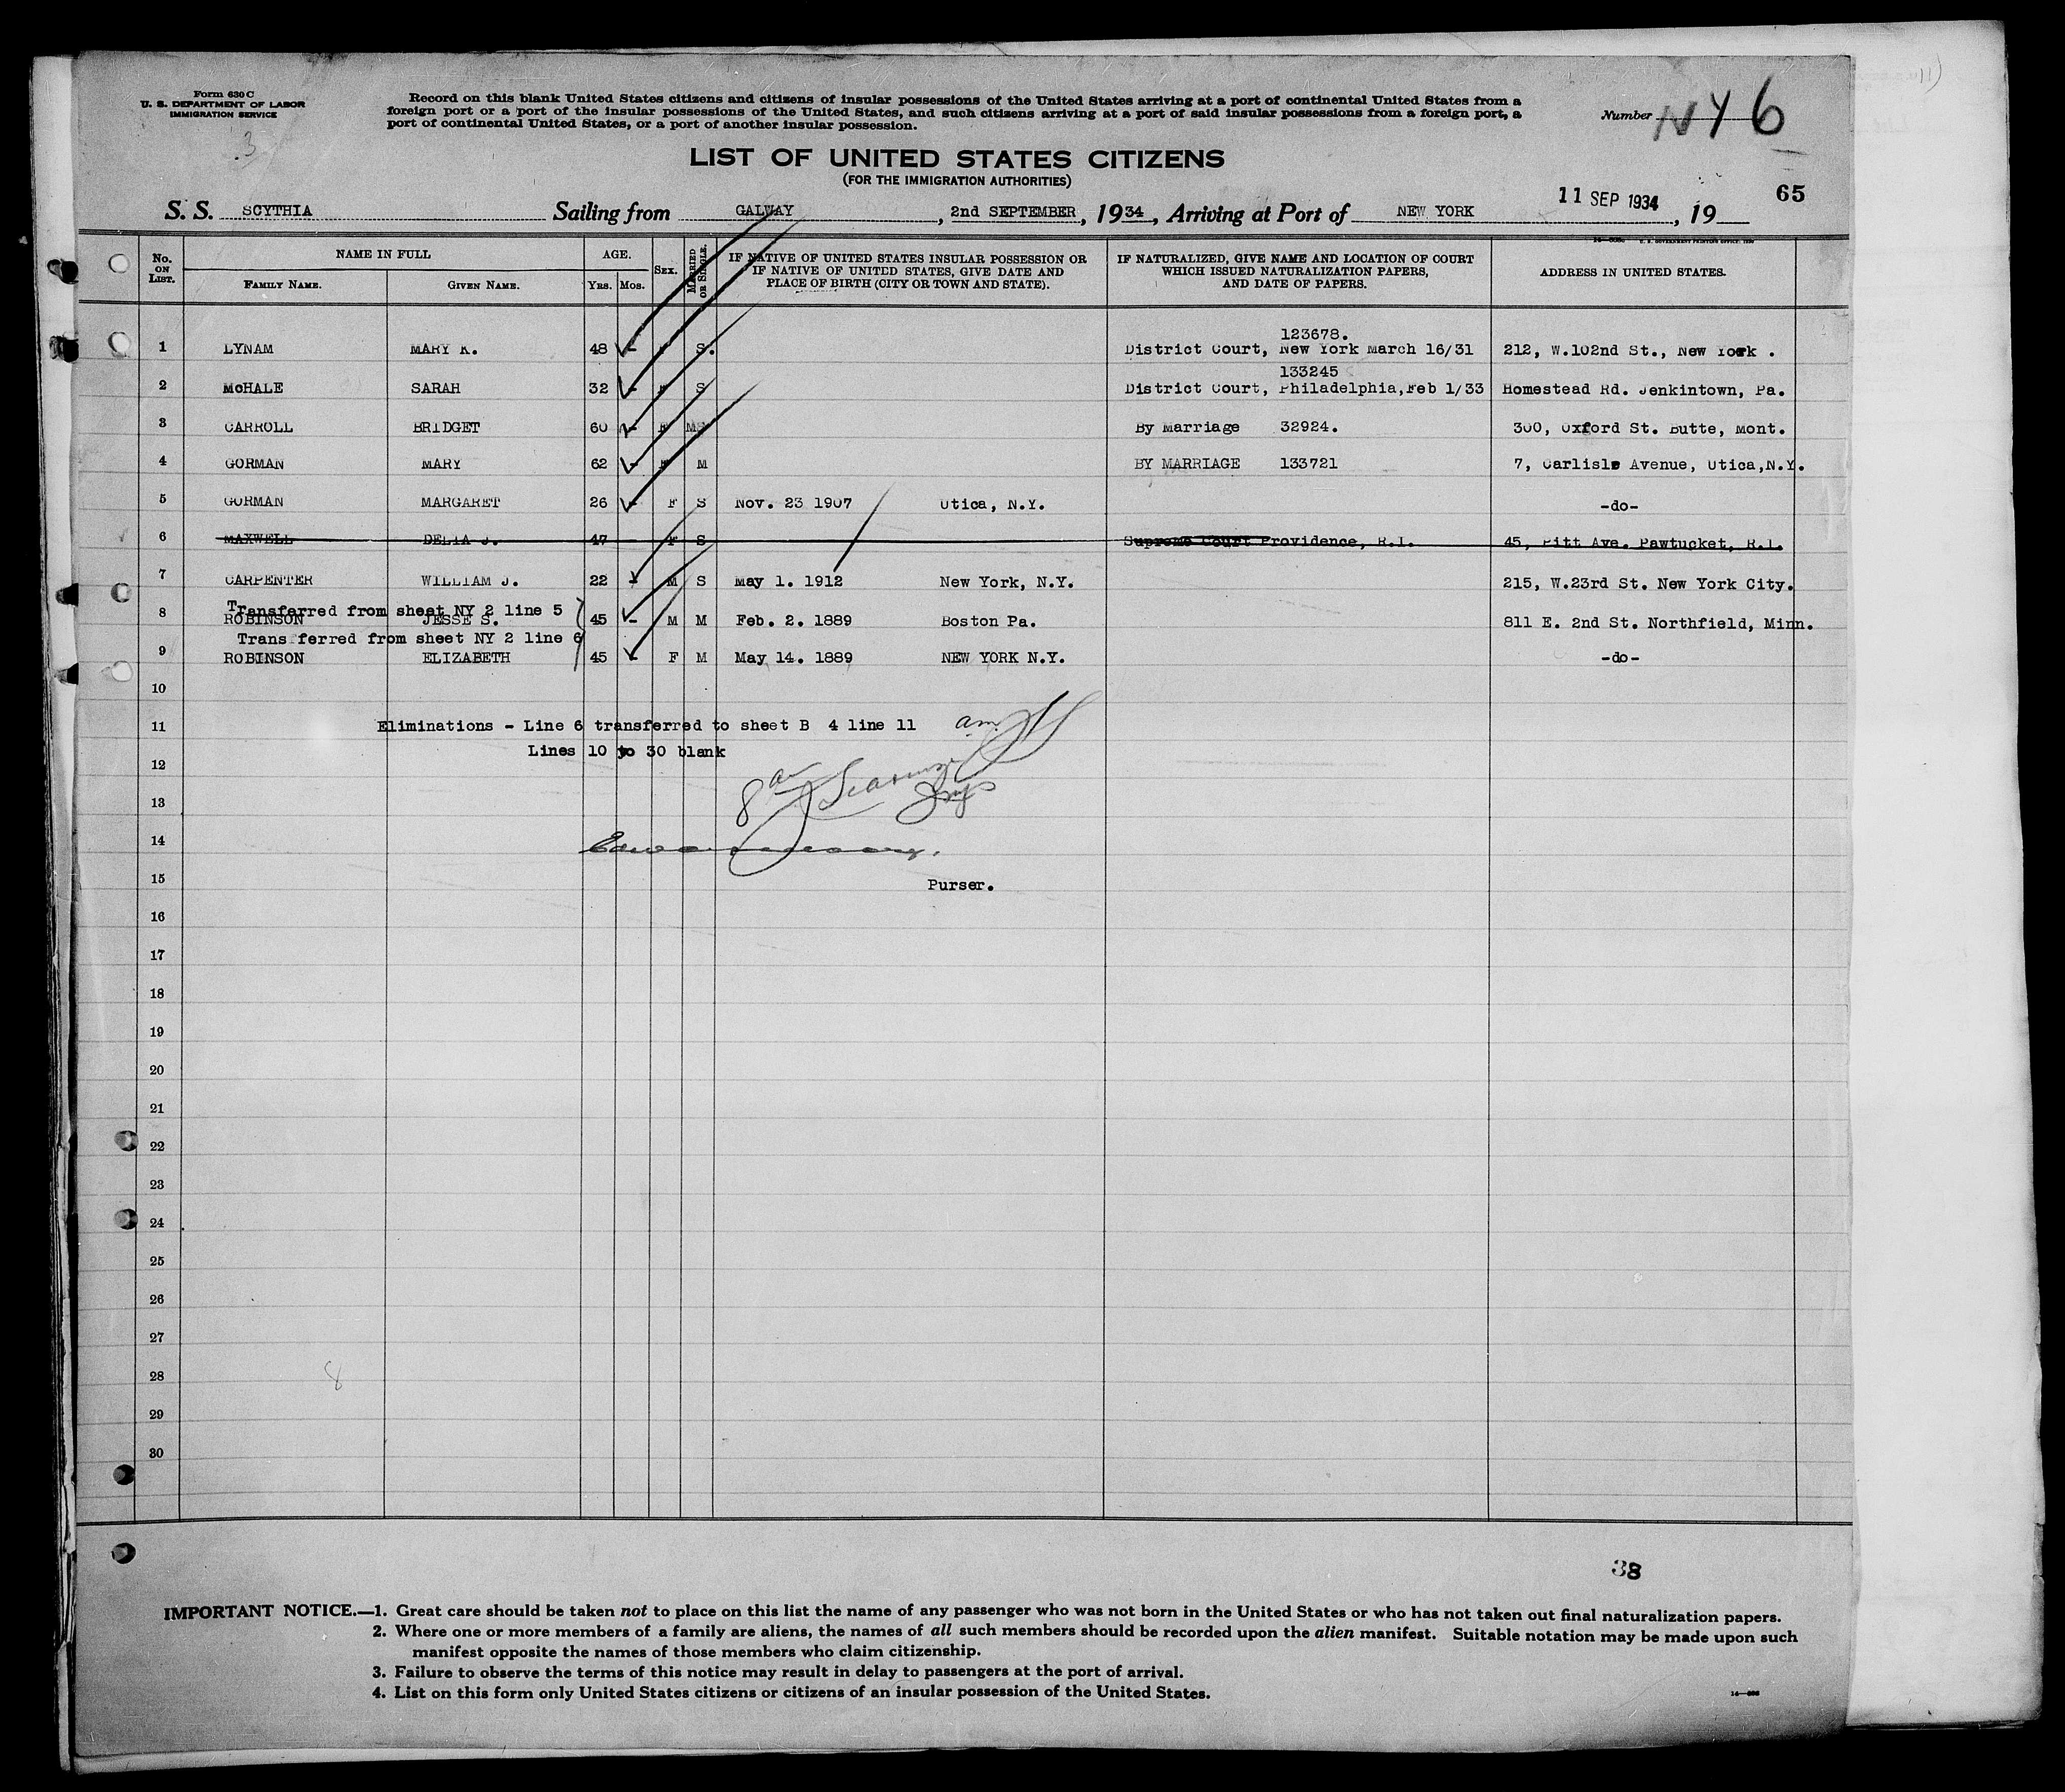 Form 630 C
U. S. DEPARTMENT OF LABOR
IMMIGRATION SERVICE
Record on this blank United States citizens and citizens of insular possessions of the United States arriving at a port of continental United States from a
foreign port or a port of the insular possessions of the United States, and such citizens arriving at a port of said insular possessions from a foreign port, a
port of continental United States, or a port of another insular possession.
Number NY 6
3
LIST OF UNITED STATES CITIZENS
(FOR THE IMMIGRATION AUTHORITIES)
65
S. S. SCYTHIA Sailing from GALWAY, 2nd SEPTEMBER, 1934, Arriving at Port of NEW YORK 11 SEP 1934, 19
No. ON LIST. NAME IN FULL AGE. SEX. MARRIED OR SINGLE. IF NATIVE OF UNITED STATES INSULAR POSSESSION OR IF NATIVE OF UNITED STATES, GIVE DATE AND PLACE OF BIRTH (CITY OR TOWN AND STATE). IF NATURALIZED, GIVE NAME AND LOCATION OF COURT WHICH ISSUED NATURALIZATION PAPERS, AND DATE OF PAPERS. ADDRESS IN UNITED STATES.
FAMILY NAME. GIVEN NAME. YRS. MOS.
123678.
1 LYNAM MARY K. 48 - F S. District Court, New York March 16/31 212, W.102nd St., New York .
133245
2 McHALE SARAH 32 - F S District Court, Philadelphia,Feb 1/33 Homestead Rd. Jenkintown, Pa.
3 CARROLL BRIDGET 60 - F M By Marriage 32924. 300, Oxford St. Butte, Mont.
4 GORMAN MARY 62 - F M BY MARRIAGE 133721 7, Carlisle Avenue, Utica,N.Y.
5 GORMAN MARGARET 26 - F S Nov. 23 1907 Utica, N.Y. -do-
6 MAXWELL DELIA J. 47 F S Supreme Court Providence, R.I. 45, Pitt Ave. Pawtucket, R.I.
7 CARPENTER WILLIAM J. 22 - M S May 1. 1912 New York, N.Y. 215, W.23rd St. New York City.
Transferred from sheet NY 2 line 5
8 ROBINSON JESSE S. 45 - M M Feb. 2. 1889 Boston Pa. 811 E. 2nd St. Northfield, Minn.
Trans ferred from sheet NY 2 line 6
9 ROBINSON ELIZABETH 45 - F M May 14. 1889 NEW YORK N.Y. -do-
10
11 Eliminations - Line 6 transferred to sheet B 4 line 11 am
Lines 10 to 30 blank
12
13
14
15 Purser.
16
17
18
19
20
21
22
23
24
25
26
27
28 8
29
30
38
IMPORTANT NOTICE.—1. Great care should be taken not to place on this list the name of any passenger who was not born in the United States or who has not taken out final naturalization papers.
2. Where one or more members of a family are aliens, the names of all such members should be recorded upon the alien manifest. Suitable notation may be made upon such
manifest opposite the names of those members who claim citizenship.
3. Failure to observe the terms of this notice may result in delay to passengers at the port of arrival.
4. List on this form only United States citizens or citizens of an insular possession of the United States.